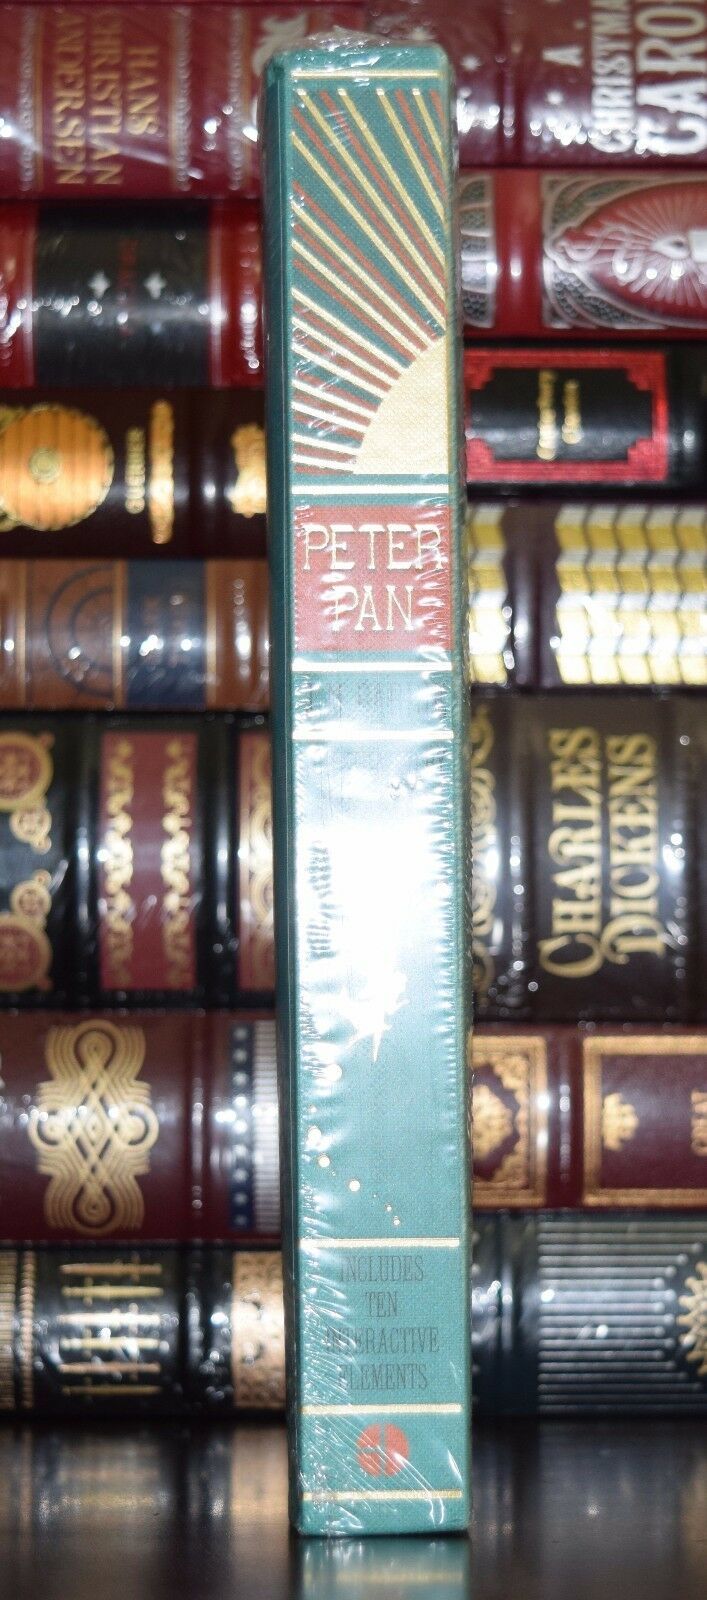 HANS
CHRISTIAN
ANDERSEN
A
CHRISTMAS
CAROL
PETER
PAN
CHARLES
DICKENS
INCLUDES
TEN
INTERACTIVE
ELEMENTS